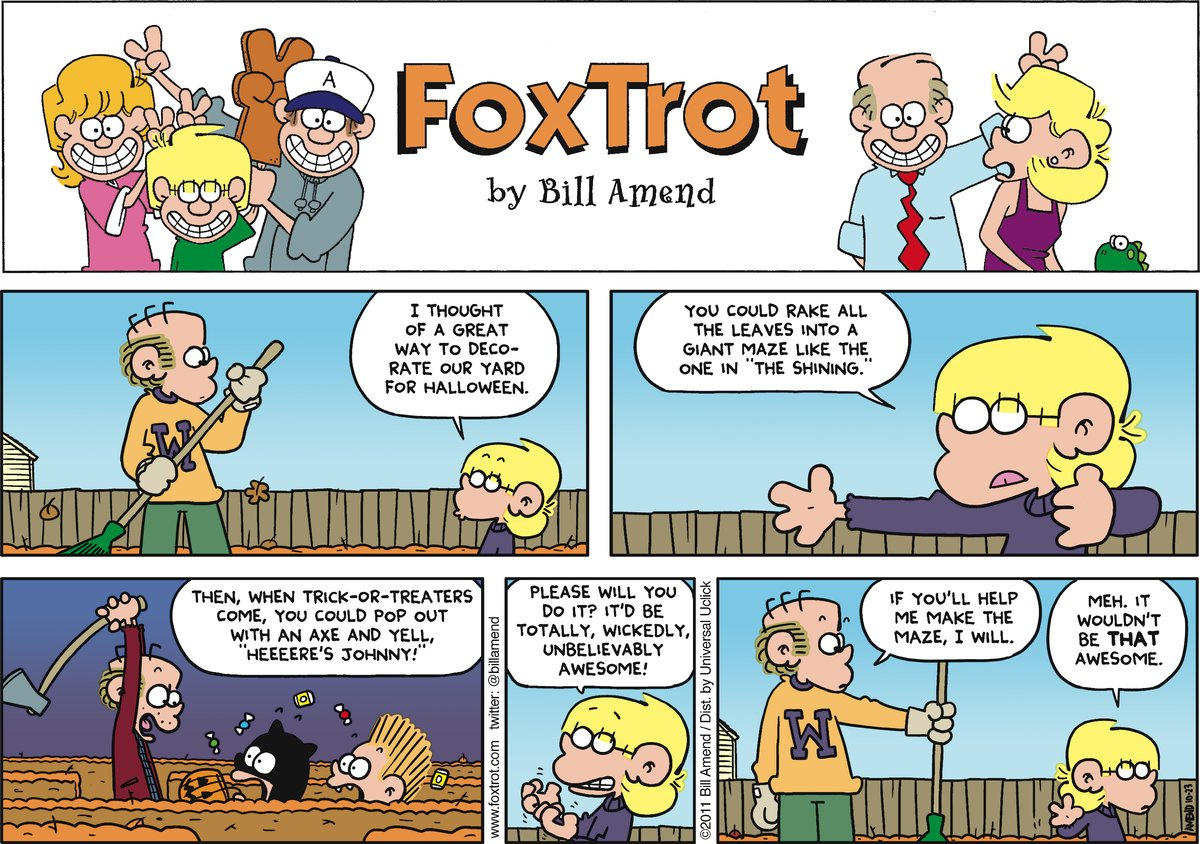 A
FOXTROT
by Bill Amend
I THOUGHT
OF A GREAT
WAY TO DECO-
RATE OUR YARD
FOR HALLOWEEN.
W
YOU COULD RAKE ALL
THE LEAVES INTO A
GIANT MAZE LIKE THE
ONE IN "THE SHINING."
THEN, WHEN TRICK-OR-TREATERS
COME, YOU COULD POP OUT
WITH AN AXE AND YELL,
"HEEEERE'S JOHNNY!"
www.foxtrot.com twitter: @billamend
PLEASE WILL YOU
DO IT? IT'D BE
TOTALLY, WICKEDLY,
UNBELIEVABLY
AWESOME!
©2011 Bill Amend / Dist. by Universal Uclick
IF YOU'LL HELP
ME MAKE THE
MAZE, I WILL.
W
MEH. IT
WOULDN'T
BE THAT
AWESOME.
AMEND 10-23